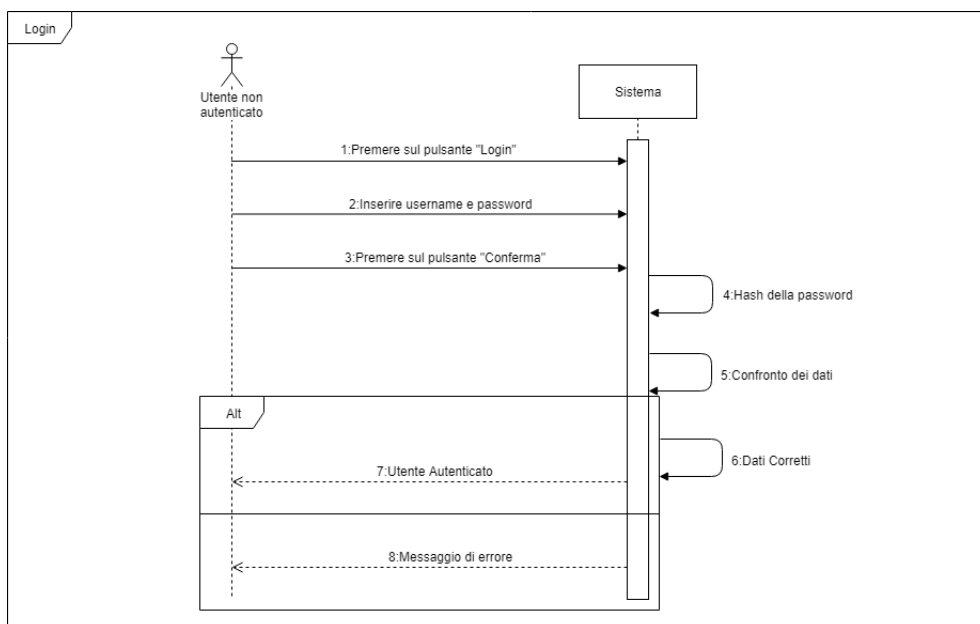 Login
Utente non
autenticato
Sistema
1:Premere sul pulsante "Login"
2:Inserire username e password
3:Premere sul pulsante "Conferma"
4:Hash della password
5:Confronto dei dati
Alt
6:Dati Corretti
7:Utente Autenticato
8:Messaggio di errore